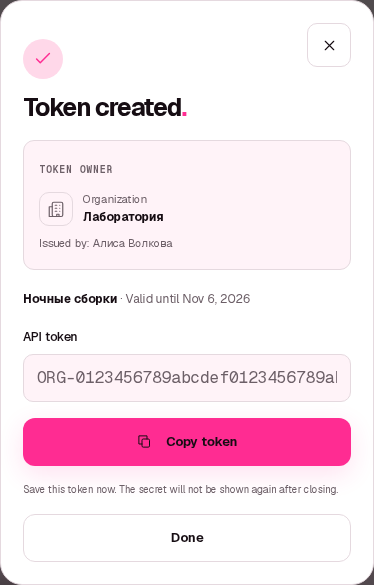 Token created.
TOKEN OWNER
Organization
Лаборатория
Issued by: Алиса Волкова
Ночные сборки · Valid until Nov 6, 2026
API token
ORG-0123456789abcdef0123456789a
Copy token
Save this token now. The secret will not be shown again after closing.
Done